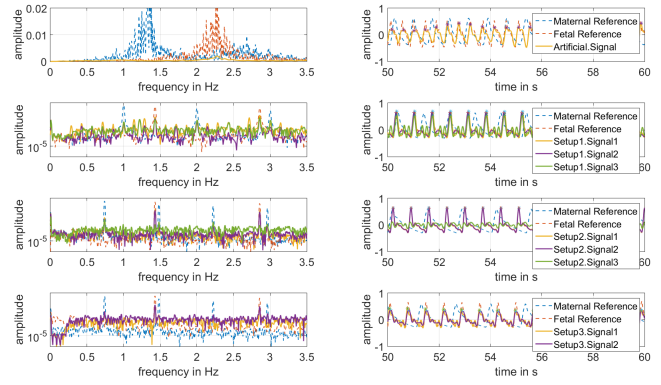 0.02
0.01
0
amplitude
0 0.5 1 1.5 2 2.5 3 3.5
frequency in Hz
1
0
-1
amplitude
50 52 54 56 58 60
time in s
Maternal Reference
Fetal Reference
Artificial.Signal
10-5
amplitude
0 0.5 1 1.5 2 2.5 3 3.5
frequency in Hz
1
0
-1
amplitude
50 52 54 56 58 60
time in s
Maternal Reference
Fetal Reference
Setup1.Signal1
Setup1.Signal2
Setup1.Signal3
10-5
amplitude
0 0.5 1 1.5 2 2.5 3 3.5
frequency in Hz
1
0
-1
amplitude
50 52 54 56 58 60
time in s
Maternal Reference
Fetal Reference
Setup2.Signal1
Setup2.Signal2
Setup2.Signal3
10-5
amplitude
0 0.5 1 1.5 2 2.5 3 3.5
frequency in Hz
1
0
-1
amplitude
50 52 54 56 58 60
time in s
Maternal Reference
Fetal Reference
Setup3.Signal1
Setup3.Signal2